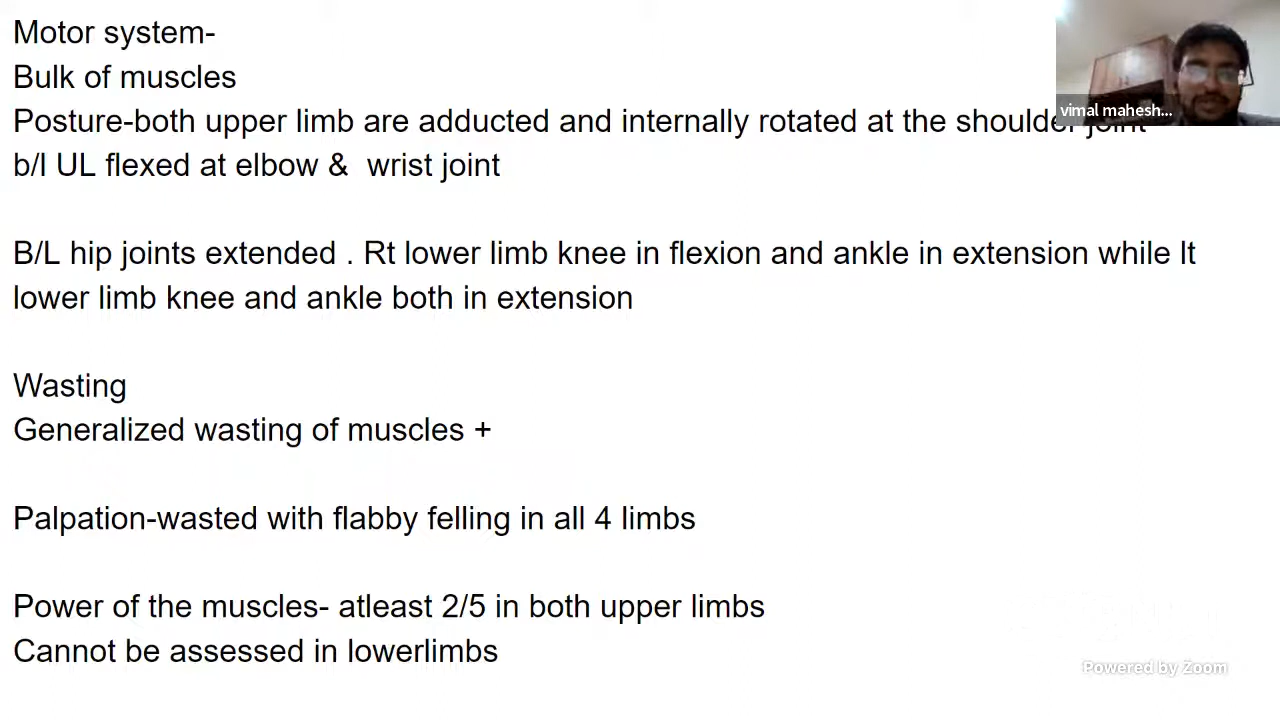 Motor system-
Bulk of muscles
Posture-both upper limb are adducted and internally rotated at the shoulder joint
b/l UL flexed at elbow &  wrist joint
B/L hip joints extended . Rt lower limb knee in flexion and ankle in extension while lt
lower limb knee and ankle both in extension
Wasting
Generalized wasting of muscles +
Palpation-wasted with flabby felling in all 4 limbs
Power of the muscles- atleast 2/5 in both upper limbs
Cannot be assessed in lowerlimbs
vimal mahesh...
Powered by Zoom